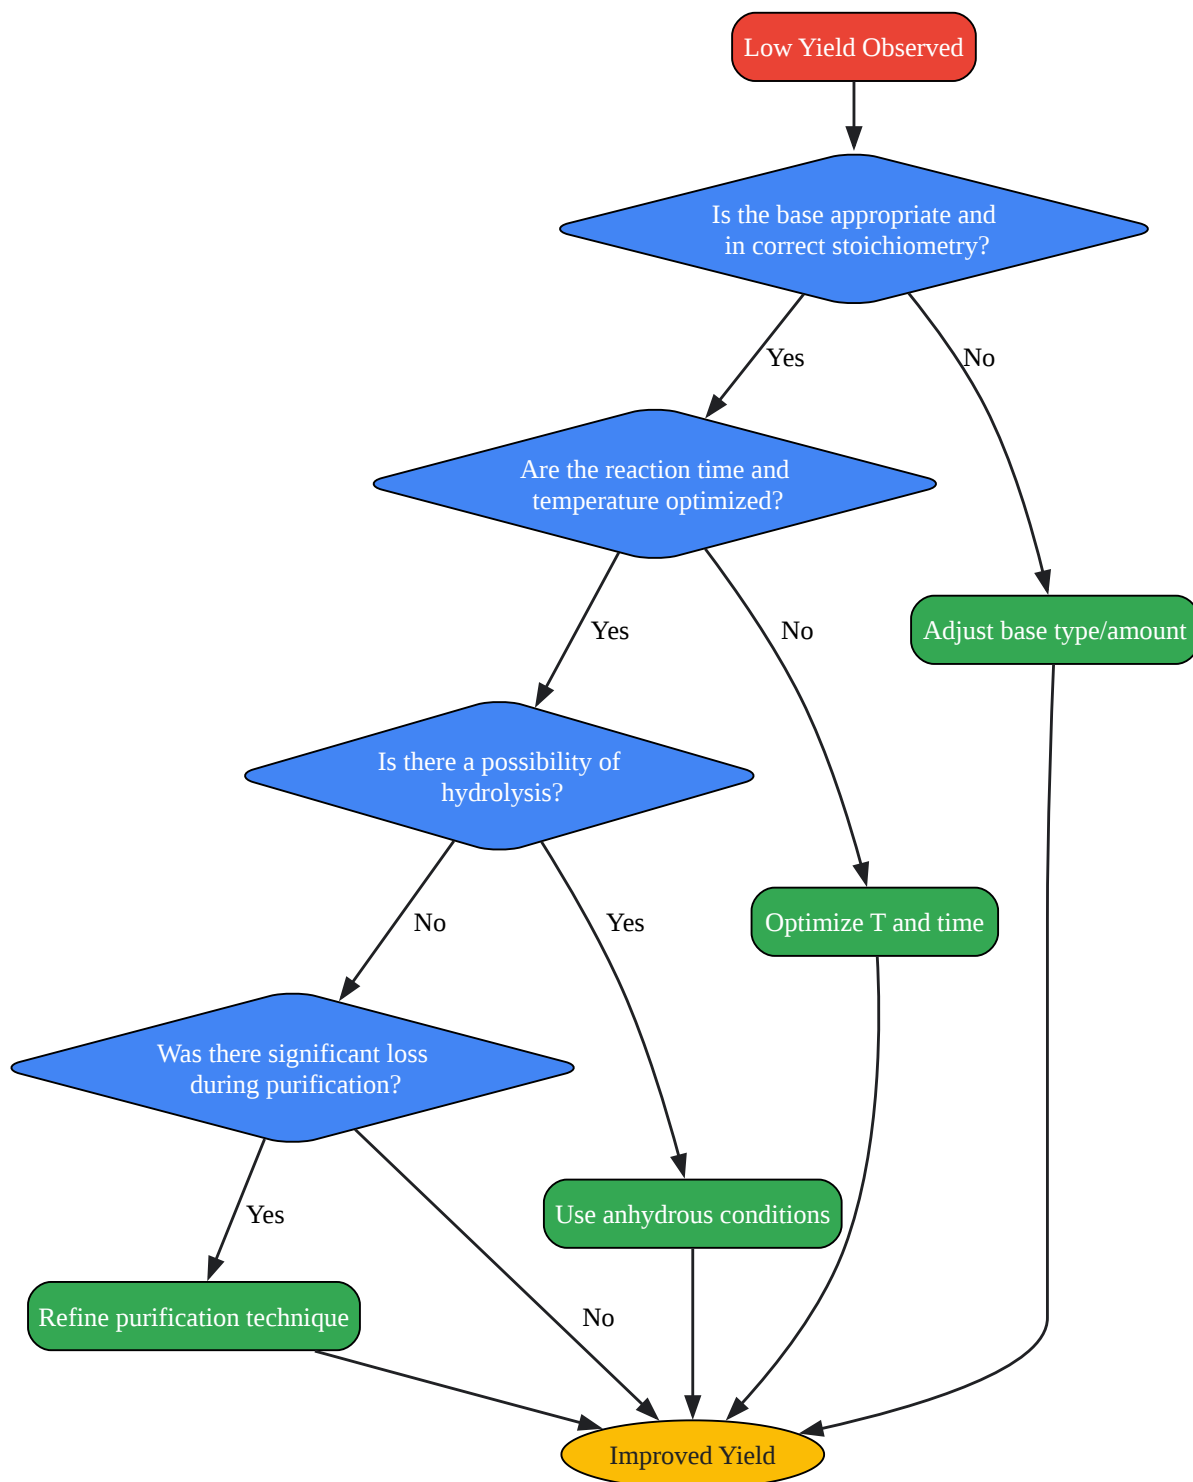 Low Yield Observed
Is the base appropriate and
in correct stoichiometry?
Yes
No
Are the reaction time and
temperature optimized?
Yes
No
Adjust base type/amount
Is there a possibility of
hydrolysis?
No
Yes
Optimize T and time
Was there significant loss
during purification?
Yes
Use anhydrous conditions
Refine purification technique
No
Improved Yield